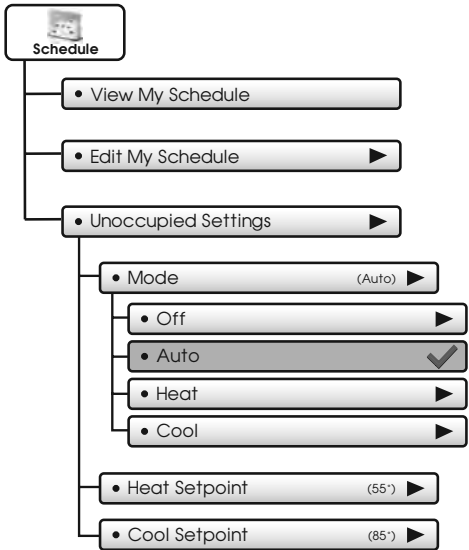 Schedule
• View My Schedule
• Edit My Schedule
• Unoccupied Settings
• Mode (Auto)
• Off
• Auto
• Heat
• Cool
• Heat Setpoint (55°)
• Cool Setpoint (85°)